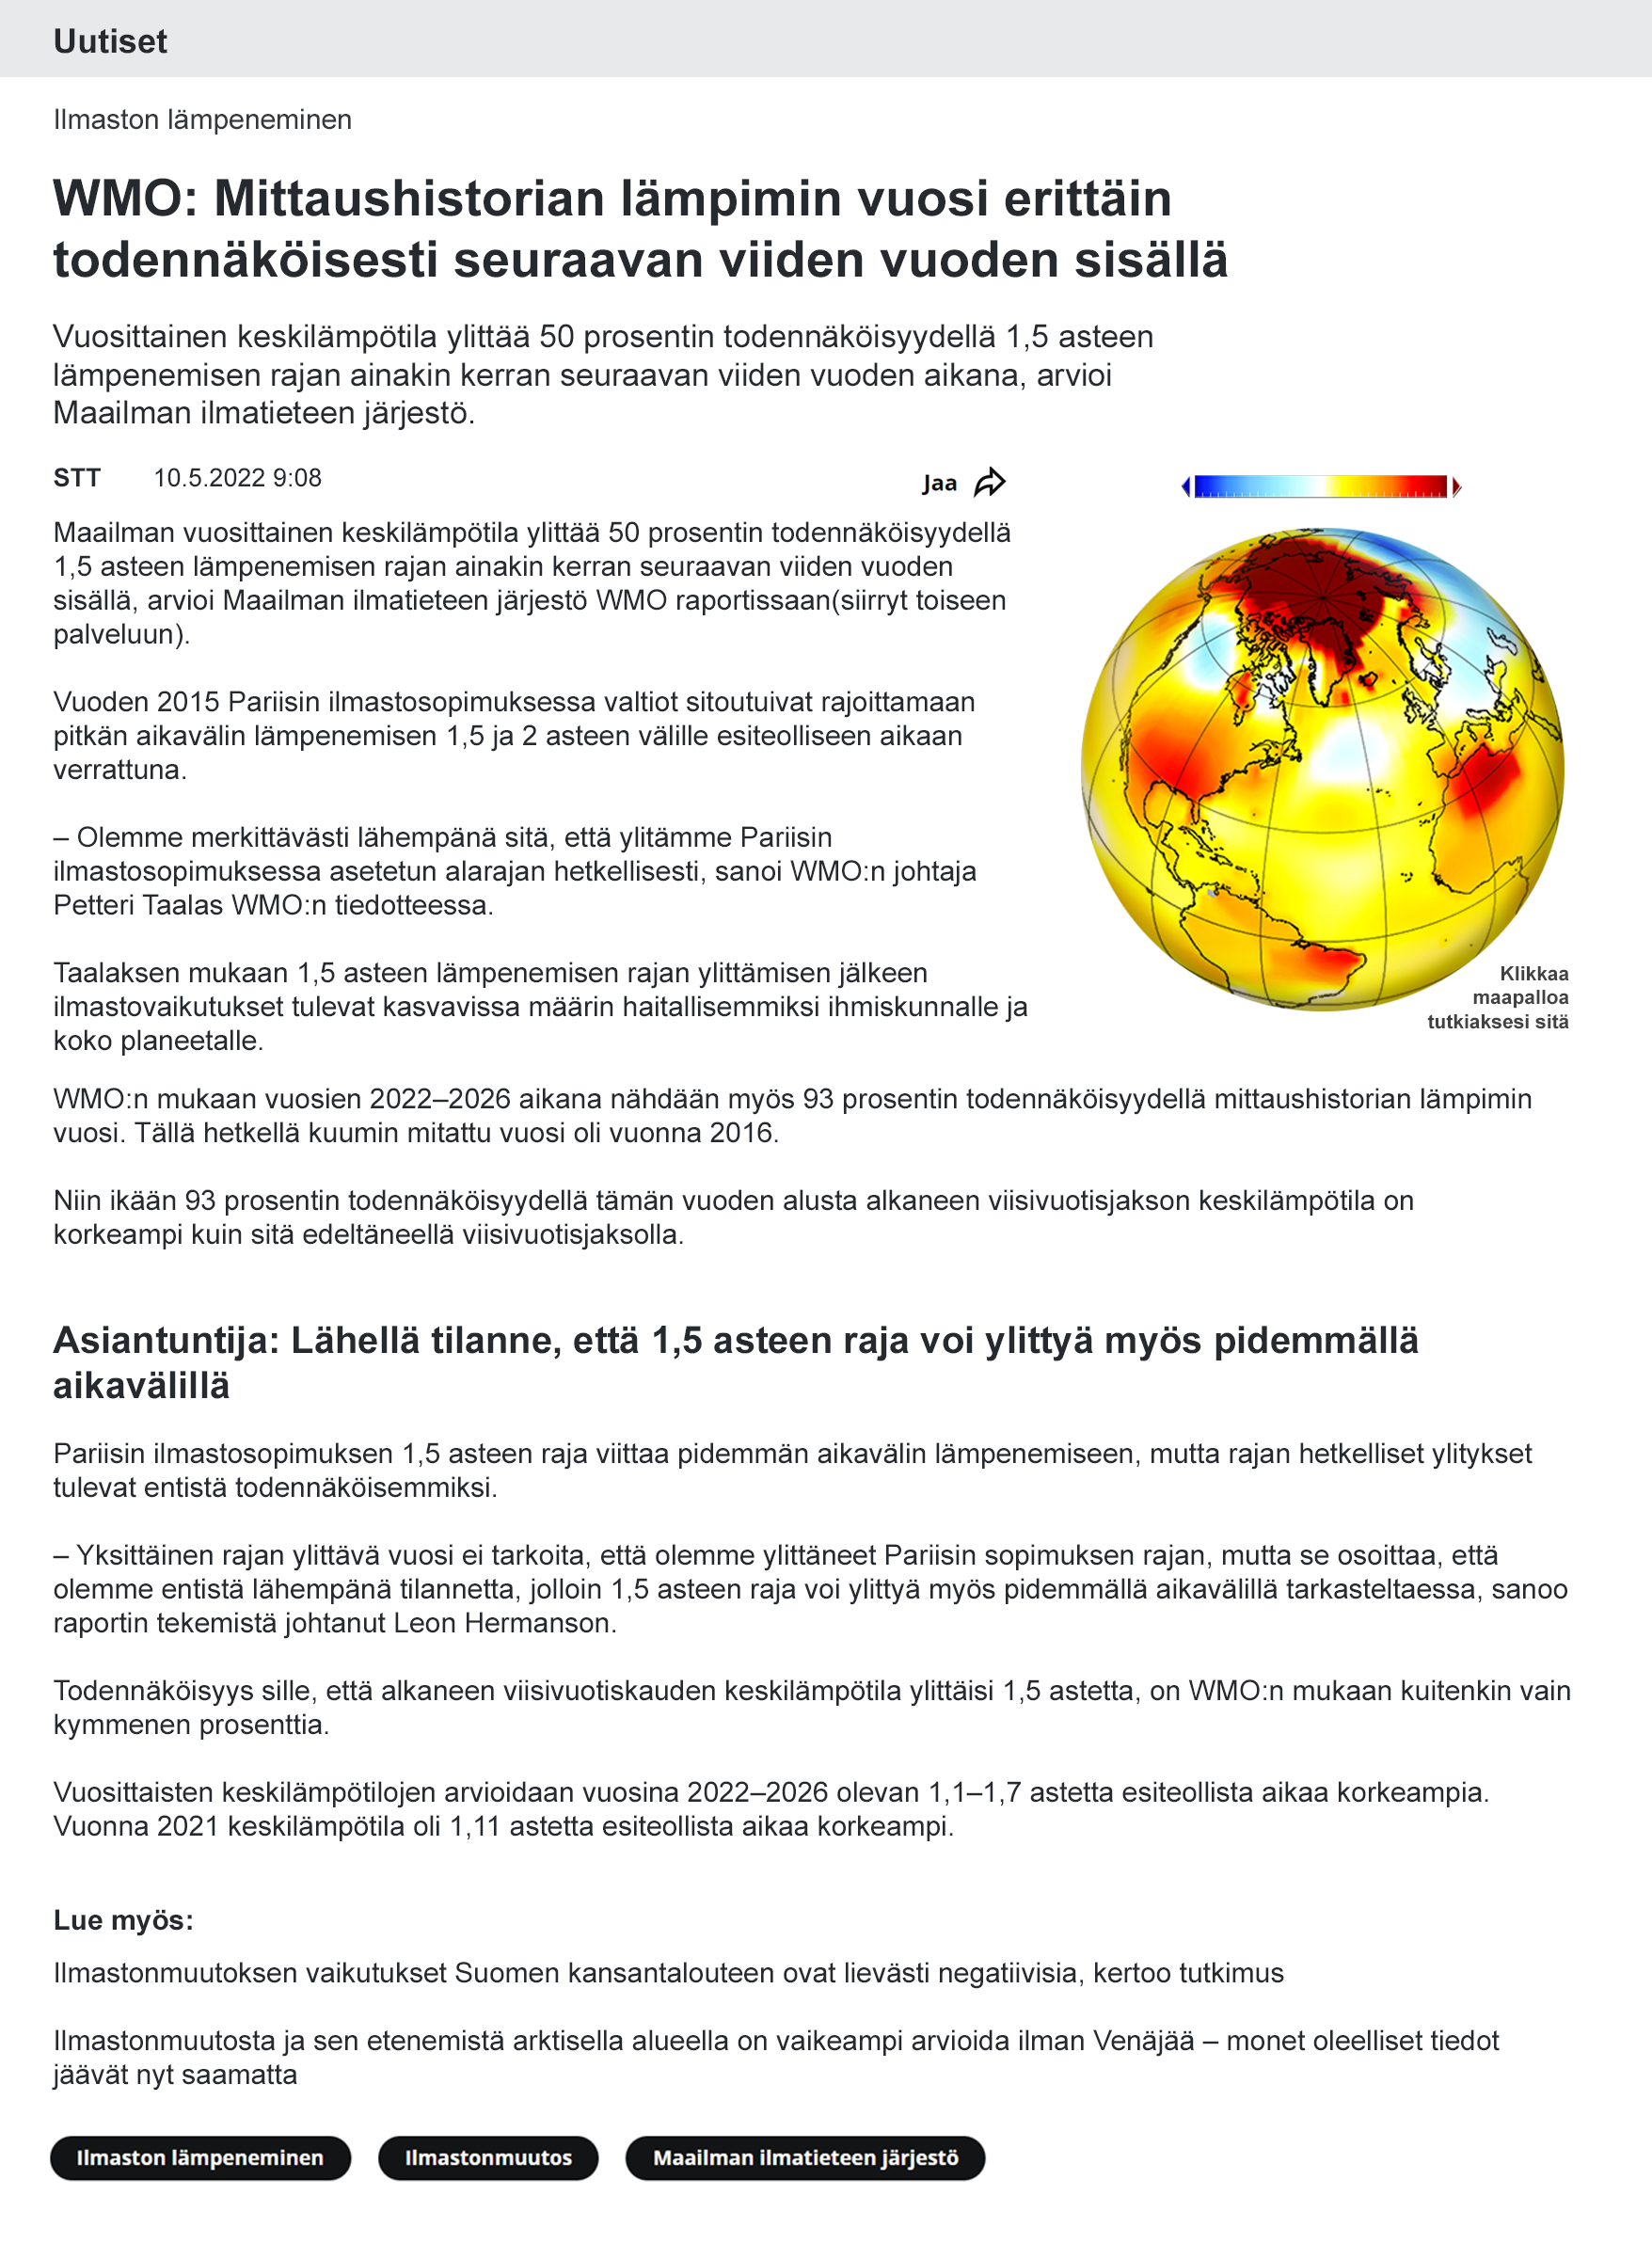 Uutiset
Ilmaston lämpeneminen
WMO: Mittaushistorian lämpimin vuosi erittäin
todennäköisesti seuraavan viiden vuoden sisällä
Vuosittainen keskilämpötila ylittää 50 prosentin todennäköisyydellä 1,5 asteen
lämpenemisen rajan ainakin kerran seuraavan viiden vuoden aikana, arvioi
Maailman ilmatieteen järjestö.
STT 10.5.2022 9:08
Jaa
Maailman vuosittainen keskilämpötila ylittää 50 prosentin todennäköisyydellä
1,5 asteen lämpenemisen rajan ainakin kerran seuraavan viiden vuoden
sisällä, arvioi Maailman ilmatieteen järjestö WMO raportissaan(siirryt toiseen
palveluun).
Vuoden 2015 Pariisin ilmastosopimuksessa valtiot sitoutuivat rajoittamaan
pitkän aikavälin lämpenemisen 1,5 ja 2 asteen välille esiteolliseen aikaan
verrattuna.
– Olemme merkittävästi lähempänä sitä, että ylitämme Pariisin
ilmastosopimuksessa asetetun alarajan hetkellisesti, sanoi WMO:n johtaja
Petteri Taalas WMO:n tiedotteessa.
Taalaksen mukaan 1,5 asteen lämpenemisen rajan ylittämisen jälkeen
ilmastovaikutukset tulevat kasvavissa määrin haitallisemmiksi ihmiskunnalle ja
koko planeetalle.
Klikkaa
maapalloa
tutkiaksesi sitä
WMO:n mukaan vuosien 2022–2026 aikana nähdään myös 93 prosentin todennäköisyydellä mittaushistorian lämpimin
vuosi. Tällä hetkellä kuumin mitattu vuosi oli vuonna 2016.
Niin ikään 93 prosentin todennäköisyydellä tämän vuoden alusta alkaneen viisivuotisjakson keskilämpötila on
korkeampi kuin sitä edeltäneellä viisivuotisjaksolla.
Asiantuntija: Lähellä tilanne, että 1,5 asteen raja voi ylittyä myös pidemmällä
aikavälillä
Pariisin ilmastosopimuksen 1,5 asteen raja viittaa pidemmän aikavälin lämpenemiseen, mutta rajan hetkelliset ylitykset
tulevat entistä todennäköisemmiksi.
– Yksittäinen rajan ylittävä vuosi ei tarkoita, että olemme ylittäneet Pariisin sopimuksen rajan, mutta se osoittaa, että
olemme entistä lähempänä tilannetta, jolloin 1,5 asteen raja voi ylittyä myös pidemmällä aikavälillä tarkasteltaessa, sanoo
raportin tekemistä johtanut Leon Hermanson.
Todennäköisyys sille, että alkaneen viisivuotiskauden keskilämpötila ylittäisi 1,5 astetta, on WMO:n mukaan kuitenkin vain
kymmenen prosenttia.
Vuosittaisten keskilämpötilojen arvioidaan vuosina 2022–2026 olevan 1,1–1,7 astetta esiteollista aikaa korkeampia.
Vuonna 2021 keskilämpötila oli 1,11 astetta esiteollista aikaa korkeampi.
Lue myös:
Ilmastonmuutoksen vaikutukset Suomen kansantalouteen ovat lievästi negatiivisia, kertoo tutkimus
Ilmastonmuutosta ja sen etenemistä arktisella alueella on vaikeampi arvioida ilman Venäjää – monet oleelliset tiedot
jäävät nyt saamatta
Ilmaston lämpeneminen
Ilmastonmuutos
Maailman ilmatieteen järjestö